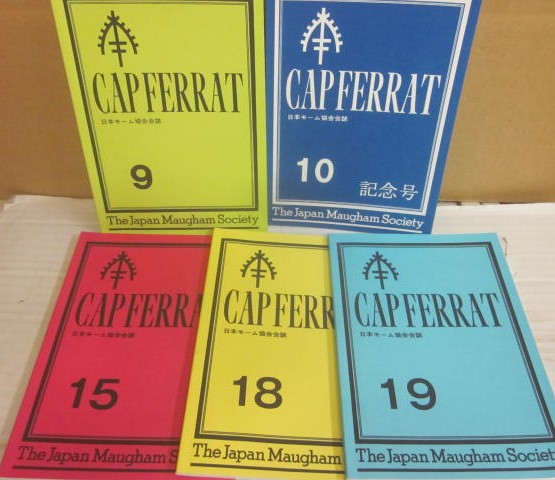 CAP FERRAT
日本モーム協会会誌
9
The Japan Maugham Society
CAP FERRAT
日本モーム協会会誌
10
記念号
The Japan Maugham Society
CAP FERRA
日本モーム協会会誌
15
The Japan Maugham S
CAP FERR
日本モーム協会会誌
18
The Japan Maugham
CAP FERRAT
日本モーム協会会誌
19
The Japan Maugham Society